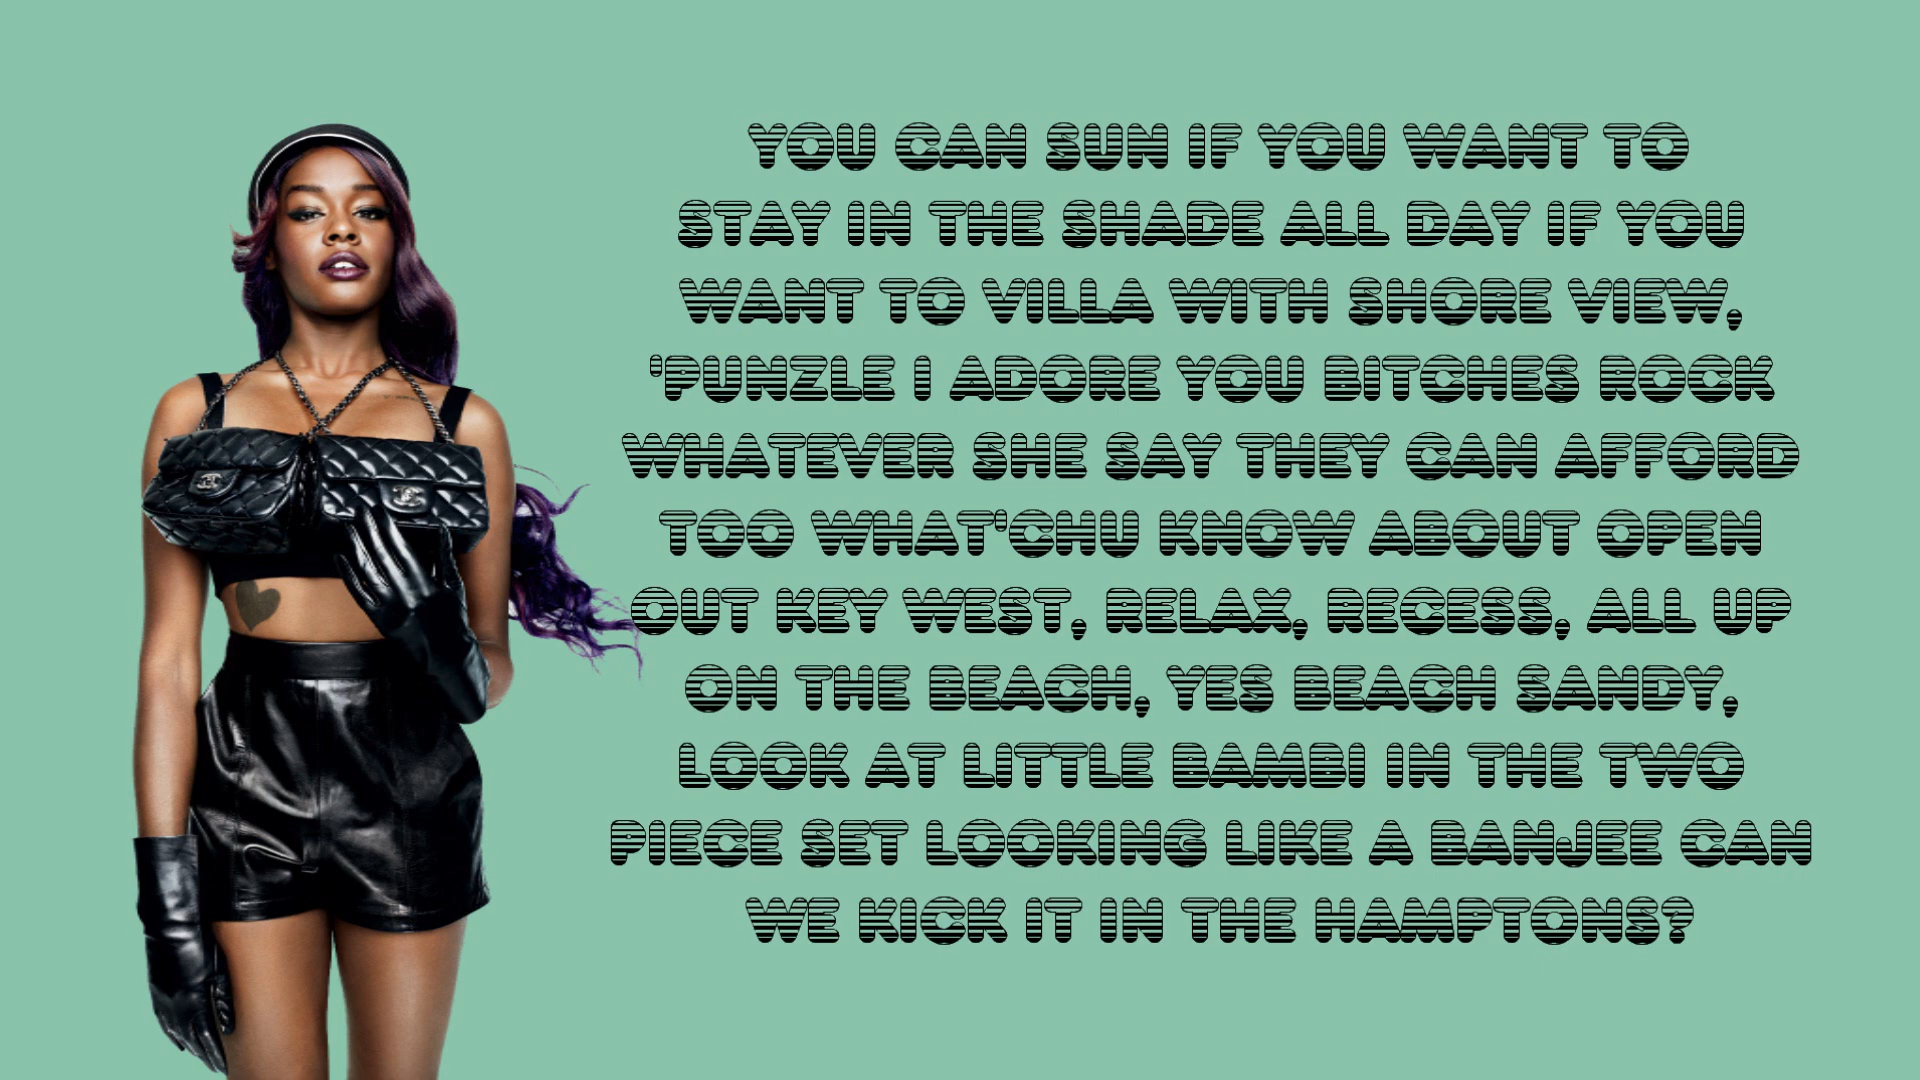 YOU CAN SUN IF YOU WANT TO
STAY IN THE SHADE ALL DAY IF YOU
WANT TO VILLA WITH SHORE VIEW,
'PUNZLE I ADORE YOU BITCHES ROCK
WHATEVER SHE SAY THEY CAN AFFORD
TOO WHAT'CHU KNOW ABOUT OPEN
OUT KEY WEST, RELAX, RECESS, ALL UP
ON THE BEACH, YES BEACH SANDY,
LOOK AT LITTLE BAMBI IN THE TWO
PIECE SET LOOKING LIKE A BANJEE CAN
WE KICK IT IN THE HAMPTONS?